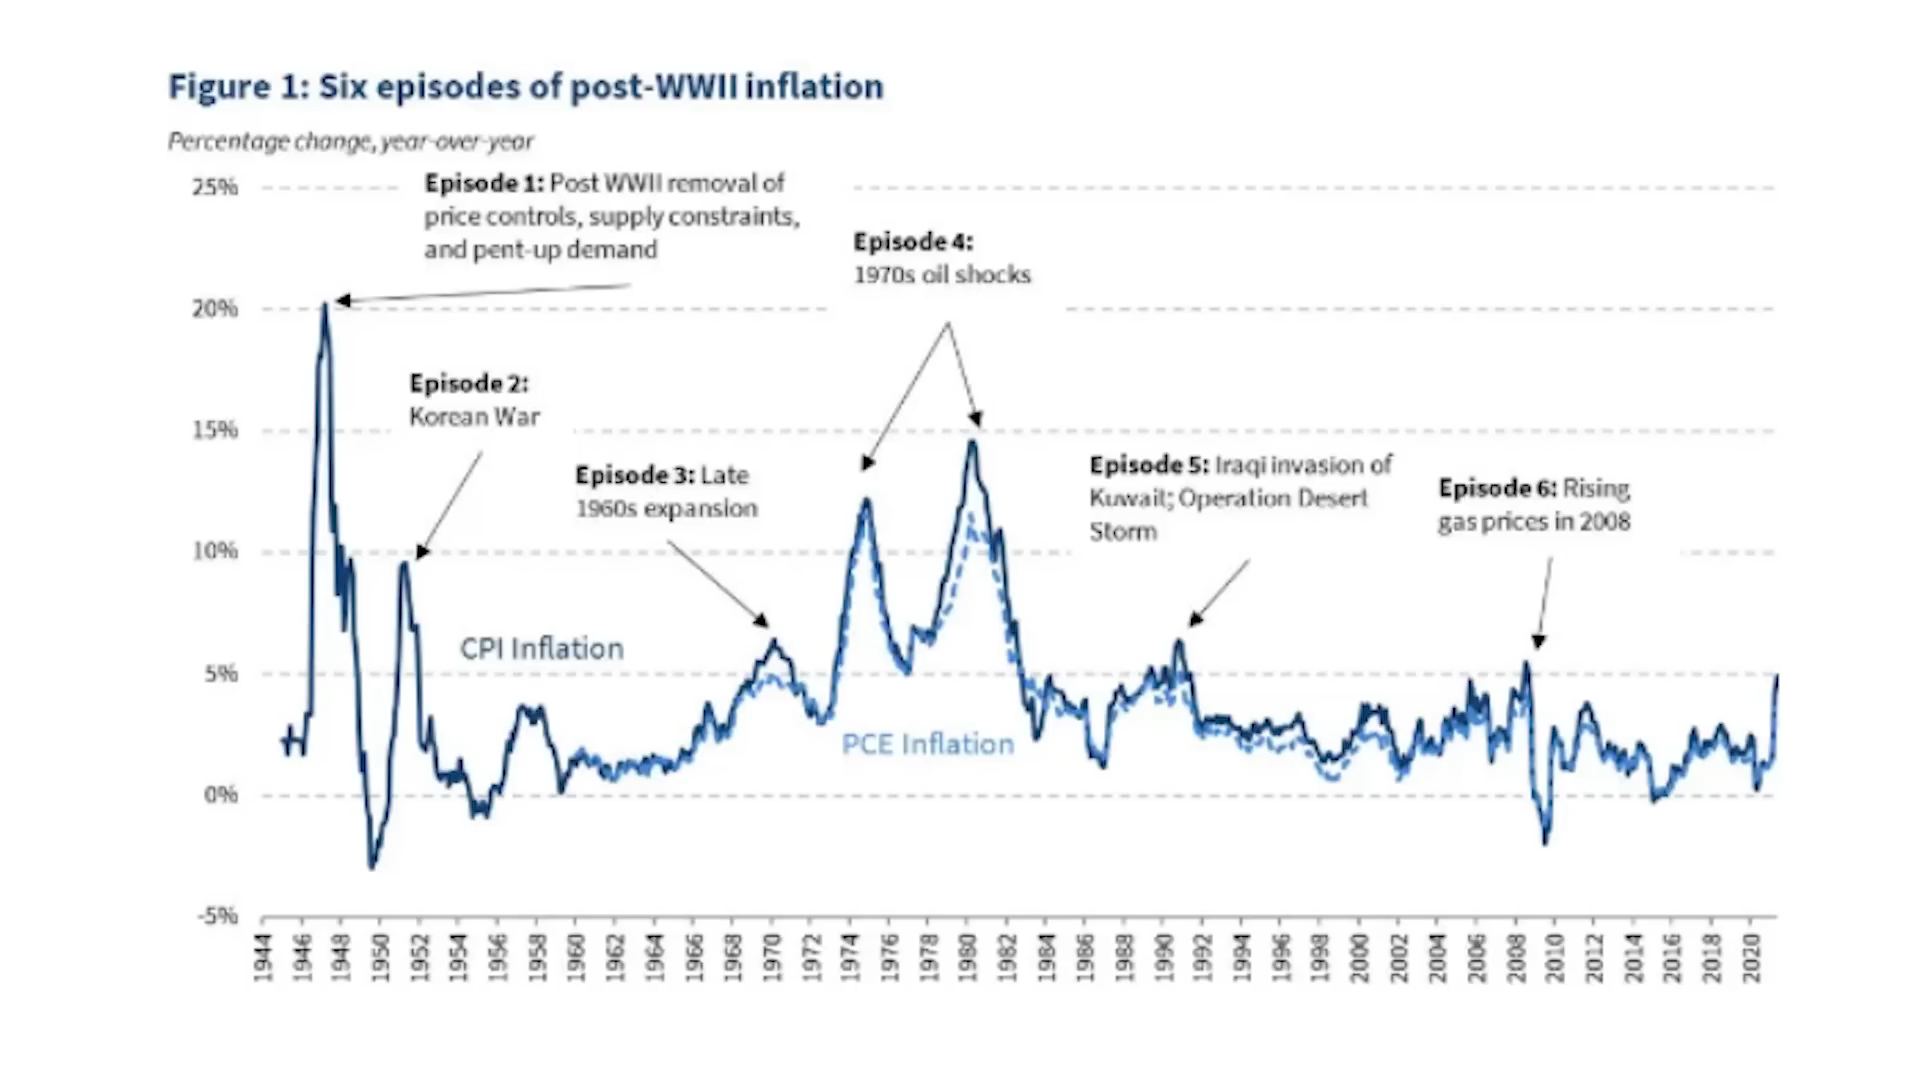 Figure 1: Six episodes of post-WWII inflation
Percentage change, year-over-year
25%
20%
15%
10%
5%
0%
-5%
Episode 1: Post WWII removal of
price controls, supply constraints,
and pent-up demand
Episode 2:
Korean War
Episode 3: Late
1960s expansion
Episode 4:
1970s oil shocks
Episode 5: Iraqi invasion of
Kuwait; Operation Desert
Storm
Episode 6: Rising
gas prices in 2008
CPI Inflation
PCE Inflation
1944
1946
1948
1950
1952
1954
1956
1958
1960
1962
1964
1966
1968
1970
1972
1974
1976
1978
1980
1982
1984
1986
1988
1990
1992
1994
1996
1998
2000
2002
2004
2006
2008
2010
2012
2014
2016
2018
2020